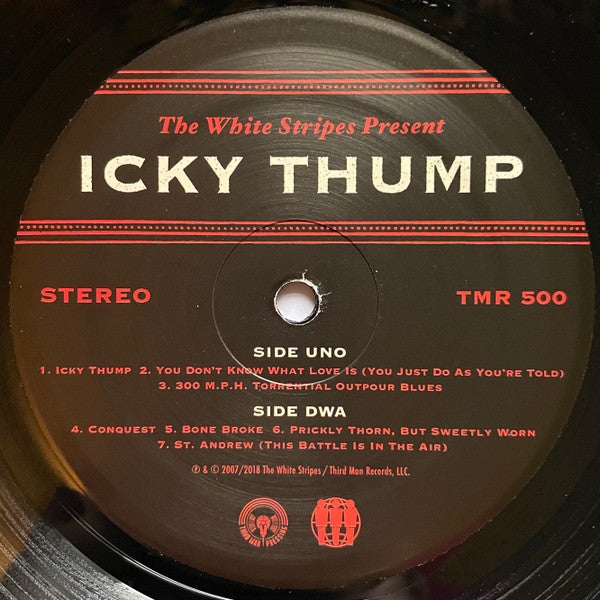 The White Stripes Present
ICKY THUMP
STEREO
TMR 500
SIDE UNO
1. Icky Thump 2. You Don't Know What Love Is (You Just Do As You're Told)
3. 300 M.P.H. Torrential Outpour Blues
SIDE DWA
4. Conquest 5. Bone Broke 6. Prickly Thorn, But Sweetly Worn
7. St. Andrew (This Battle Is In The Air)
℗ & © 2007/2018 The White Stripes / Third Man Records, LLC.
THIRD MAN PRESSING